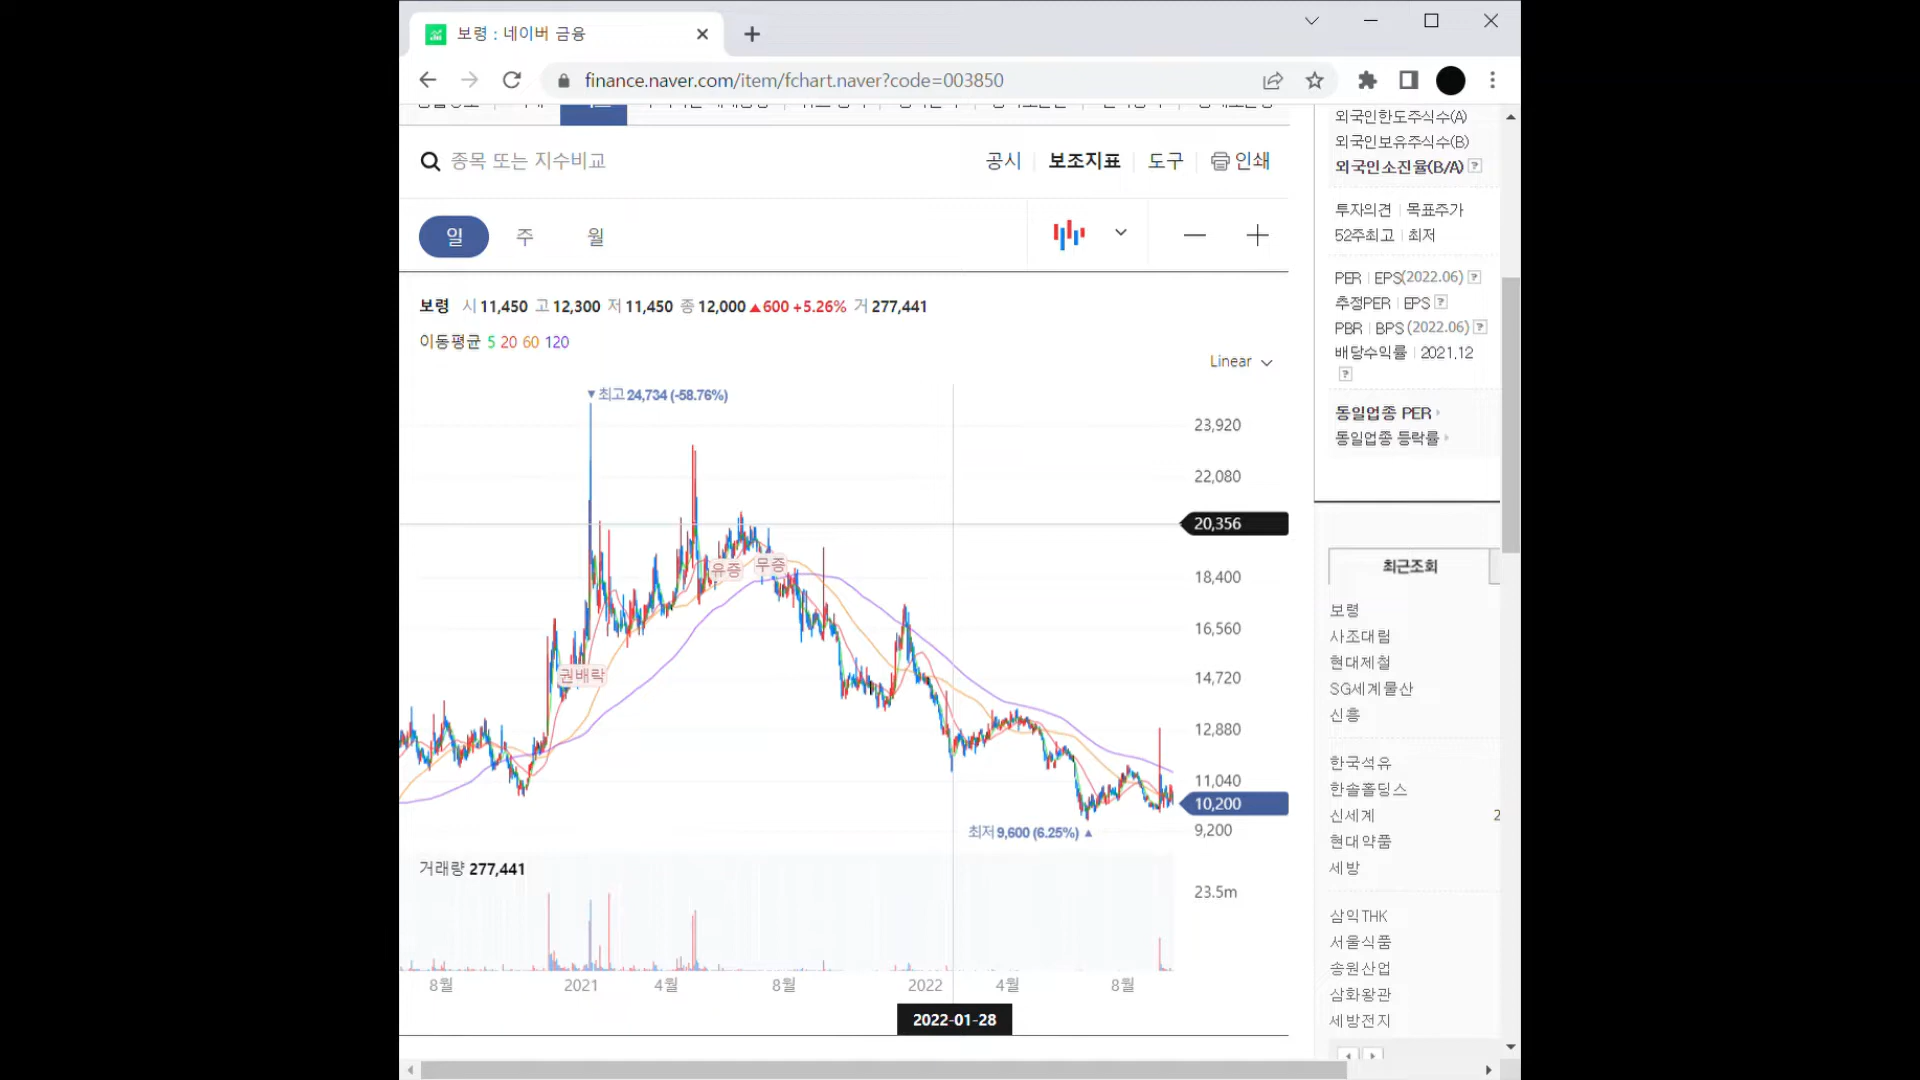 보령 : 네이버 금융
finance.naver.com/item/fchart.naver?code=003850
종목 또는 지수비교
공시 보조지표 도구 인쇄
일 주 월
보령 시 11,450 고 12,300 저 11,450 종 12,000 ▲600 +5.26% 거 277,441
이동평균 5 20 60 120
Linear
▼최고 24,734 (-58.76%)
23,920
22,080
20,356
유증 무증
18,400
16,560
권배락
14,720
12,880
11,040
10,200
최저 9,600 (6.25%) ▲
9,200
거래량 277,441
23.5m
8월 2021 4월 8월 2022 4월 8월
2022-01-28
외국인한도주식수(A)
외국인보유주식수(B)
외국인소진율(B/A) ?
투자의견 | 목표주가
52주최고 | 최저
PER | EPS(2022.06) ?
추정PER | EPS ?
PBR | BPS (2022.06) ?
배당수익률 | 2021.12
?
동일업종 PER
동일업종 등락률
최근조회
보령
사조대림
현대제철
SG세계물산
신흥
한국석유
한솔홀딩스
신세계 2
현대약품
세방
삼익THK
서울식품
송원산업
삼화왕관
세방전지